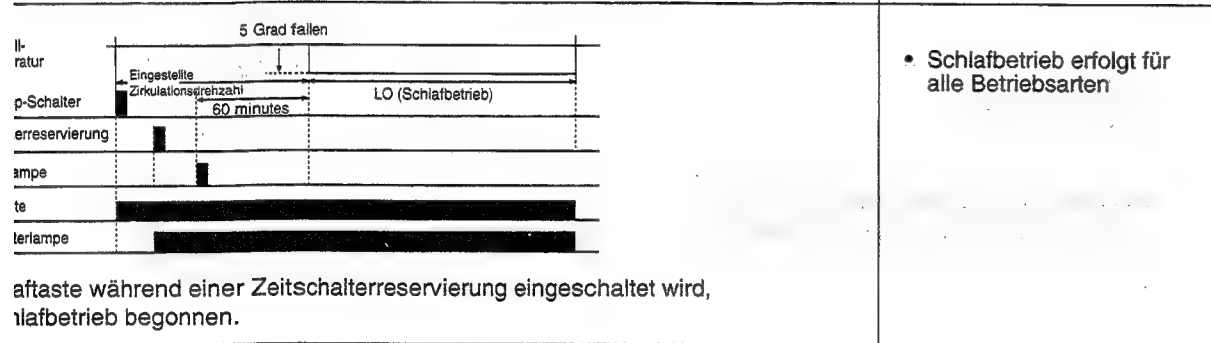 5 Grad fallen
ll-
ratur
Eingestellte
Zirkulationsdrehzahl
LO (Schlafbetrieb)
p-Schalter
60 minutes
erreservierung
ampe
te
terlampe
aftaste während einer Zeitschalterreservierung eingeschaltet wird,
hlafbetrieb begonnen.
• Schlafbetrieb erfolgt für
alle Betriebsarten